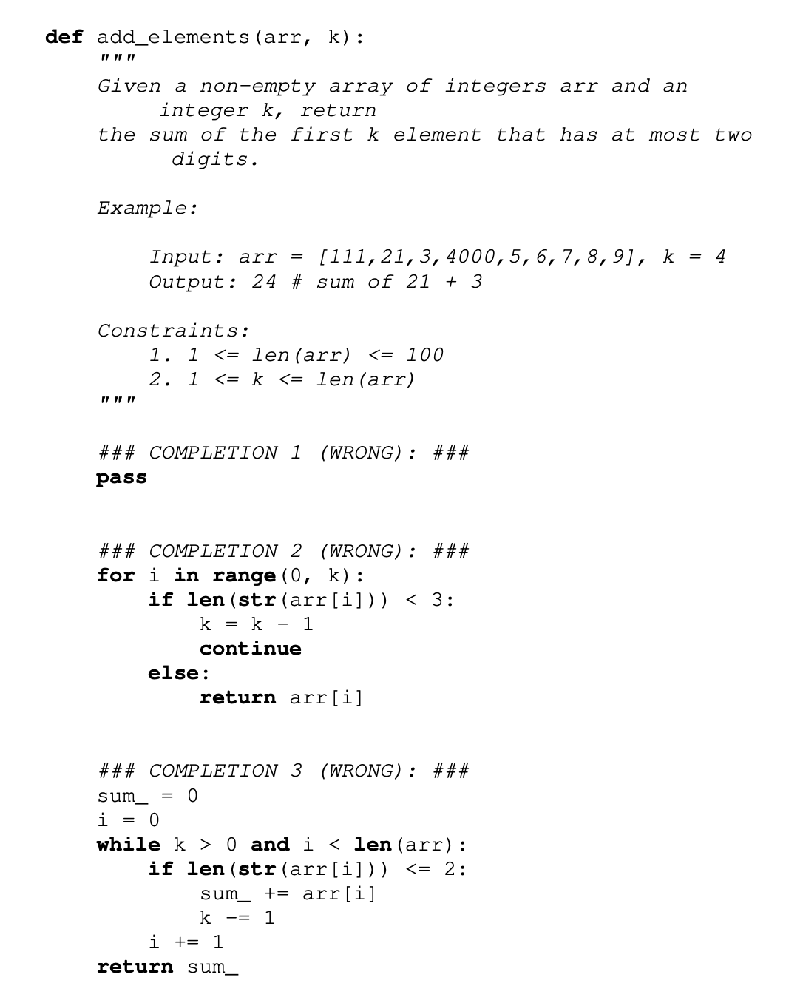 def add_elements(arr, k):
"""
Given a non-empty array of integers arr and an
integer k, return
the sum of the first k element that has at most two
digits.
Example:
Input: arr = [111,21,3,4000,5,6,7,8,9], k = 4
Output: 24 # sum of 21 + 3
Constraints:
1. 1 <= len(arr) <= 100
2. 1 <= k <= len(arr)
"""
### COMPLETION 1 (WRONG): ###
pass
### COMPLETION 2 (WRONG): ###
for i in range(0, k):
if len(str(arr[i])) < 3:
k = k - 1
continue
else:
return arr[i]
### COMPLETION 3 (WRONG): ###
sum_ = 0
i = 0
while k > 0 and i < len(arr):
if len(str(arr[i])) <= 2:
sum_ += arr[i]
k -= 1
i += 1
return sum_